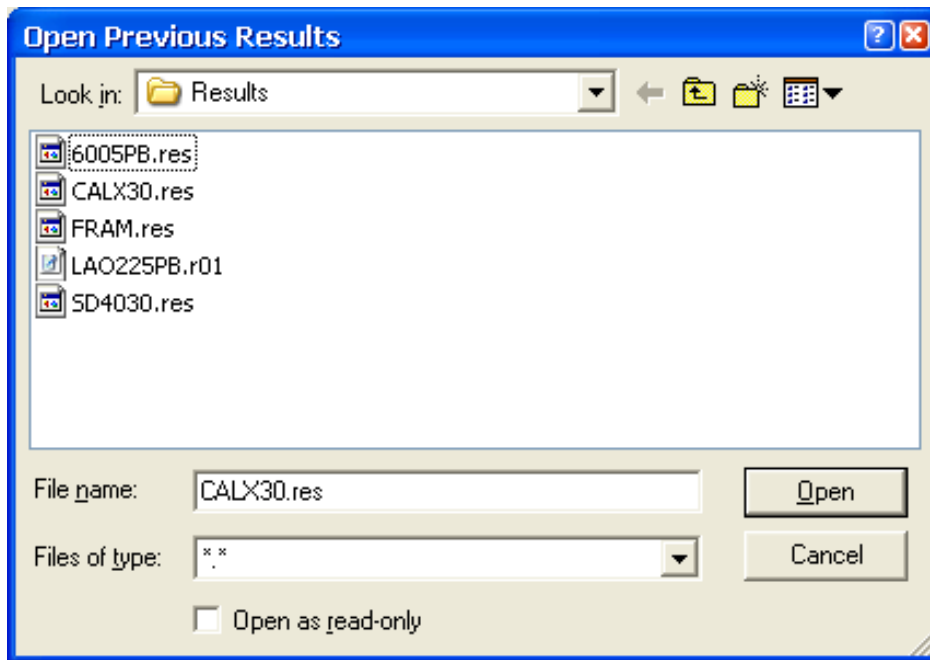 Open Previous Results
Look in: Results
6005PB.res
CALX30.res
FRAM.res
LAO225PB.r01
SD4030.res
File name: CALX30.res Open
Files of type: *.* Cancel
Open as read-only